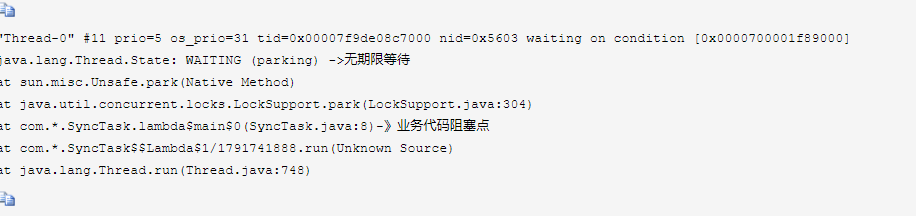 "Thread-0" #11 prio=5 os_prio=31 tid=0x00007f9de08c7000 nid=0x5603 waiting on condition [0x0000700001f89000]
java.lang.Thread.State: WAITING (parking) ->无期限等待
at sun.misc.Unsafe.park(Native Method)
at java.util.concurrent.locks.LockSupport.park(LockSupport.java:304)
at com.*.SyncTask.lambda$main$0(SyncTask.java:8)-》业务代码阻塞点
at com.*.SyncTask$$Lambda$1/1791741888.run(Unknown Source)
at java.lang.Thread.run(Thread.java:748)